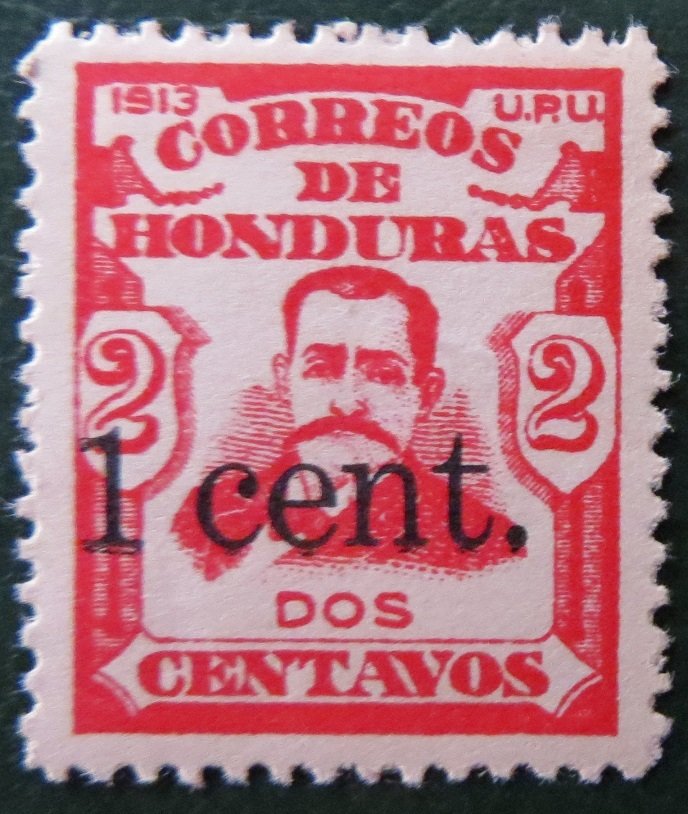 1913 U.P.U.
CORREOS
DE
HONDURAS
2 2
1 cent.
DOS
CENTAVOS